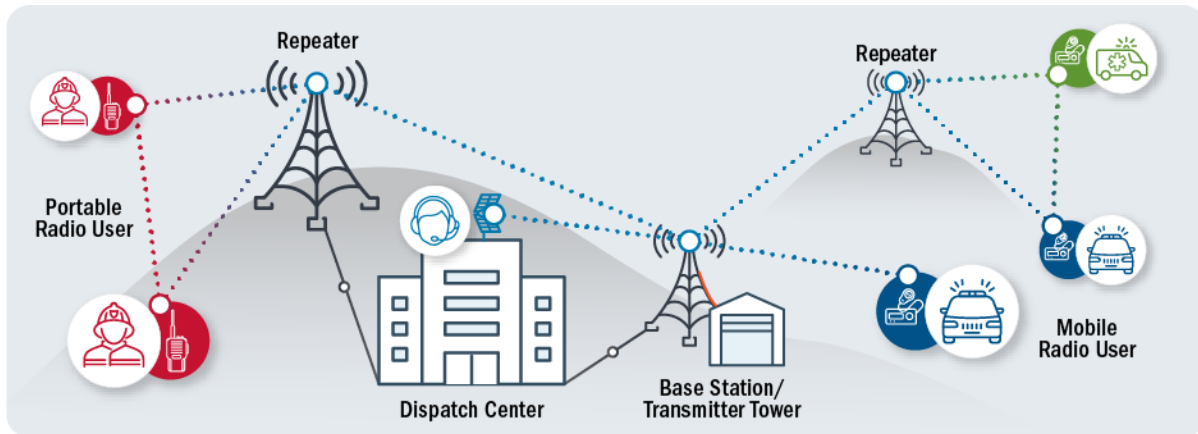 Repeater
Repeater
Portable
Radio User
Dispatch Center
Base Station/
Transmitter Tower
Mobile
Radio User